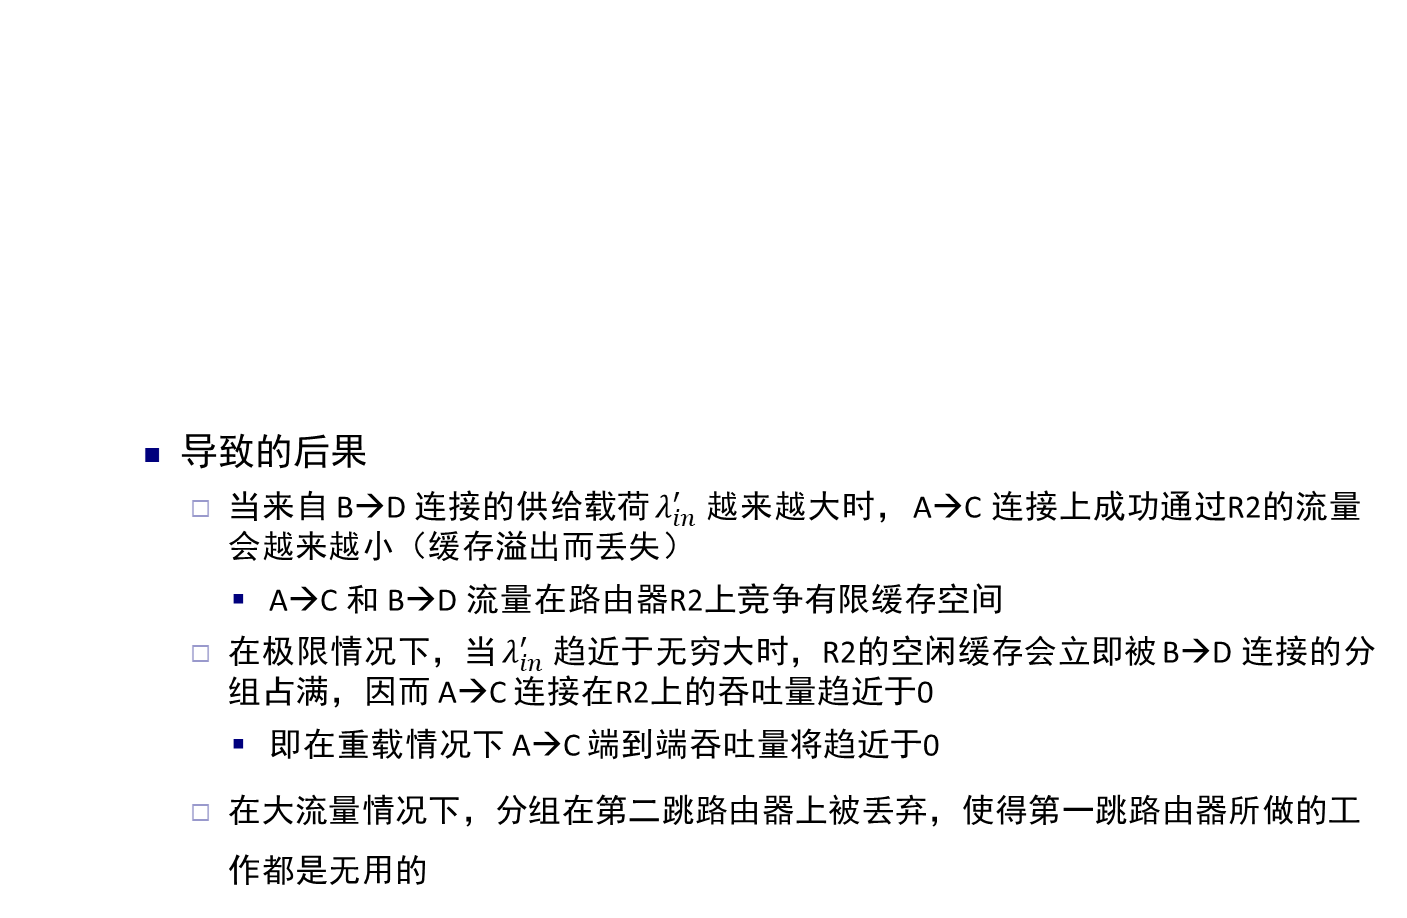 导致的后果
当来自 B→D 连接的供给载荷 λ′in 越来越大时，A→C 连接上成功通过R2的流量
会越来越小（缓存溢出而丢失）
A→C 和 B→D 流量在路由器R2上竞争有限缓存空间
在极限情况下，当 λ′in 趋近于无穷大时，R2的空闲缓存会立即被 B→D 连接的分
组占满，因而 A→C 连接在R2上的吞吐量趋近于0
即在重载情况下 A→C 端到端吞吐量将趋近于0
在大流量情况下，分组在第二跳路由器上被丢弃，使得第一跳路由器所做的工
作都是无用的